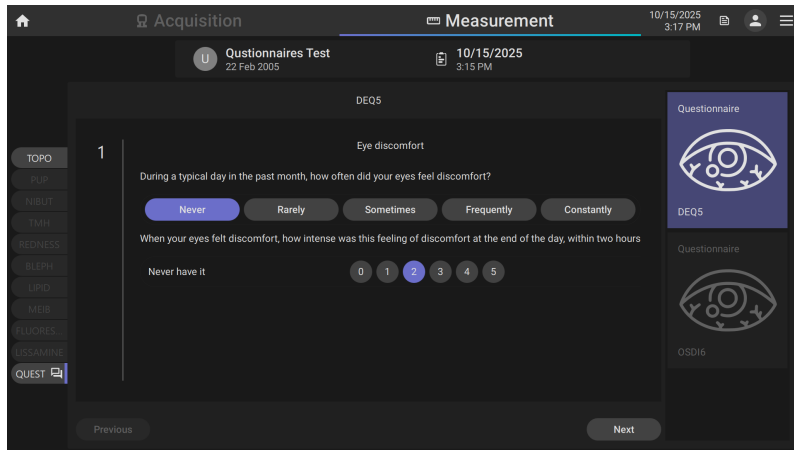 Acquisition
Measurement
10/15/2025
3:17 PM
U
Qustionnaires Test
22 Feb 2005
10/15/2025
3:15 PM
DEQ5
TOPO
PUP
NIBUT
TMH
REDNESS
BLEPH
LIPID
MEIB
FLUORES...
LISSAMINE
QUEST
1
Eye discomfort
During a typical day in the past month, how often did your eyes feel discomfort?
Never Rarely Sometimes Frequently Constantly
When your eyes felt discomfort, how intense was this feeling of discomfort at the end of the day, within two hours
Never have it 0 1 2 3 4 5
Previous
Next
Questionnaire
DEQ5
Questionnaire
OSDI6